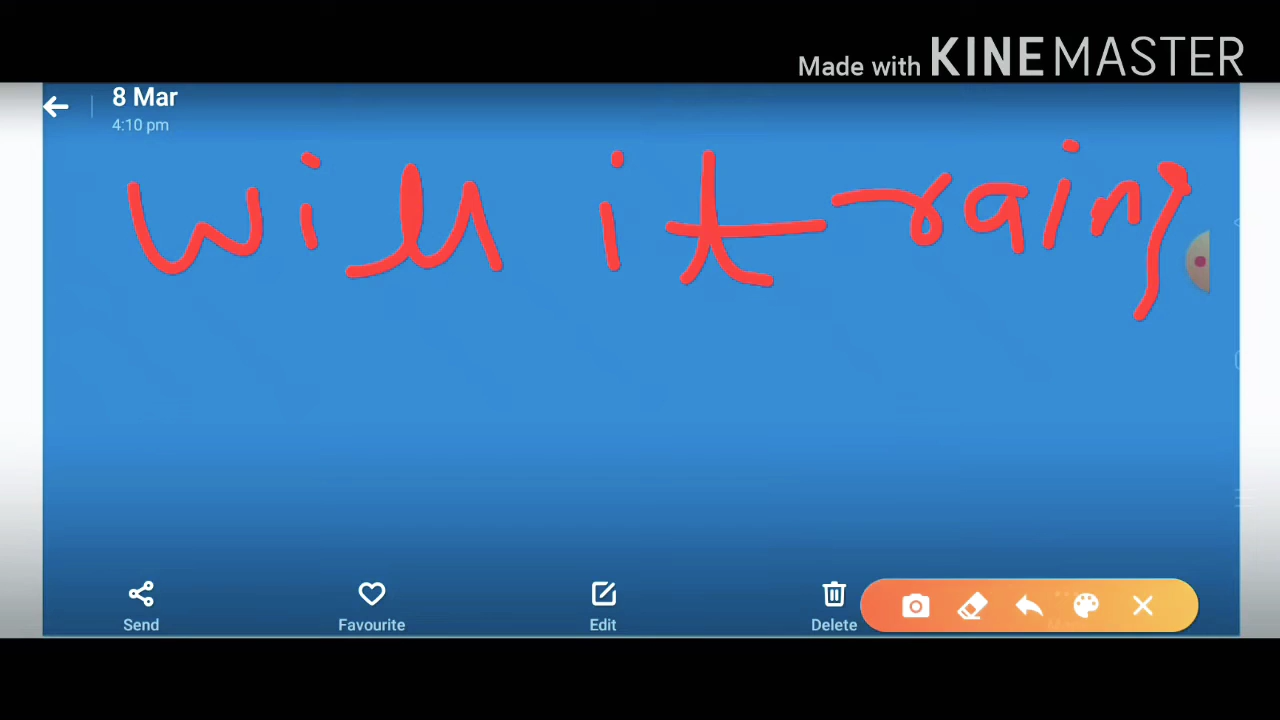 Made with KINEMASTER
8 Mar
4:10 pm
will it rain
Send Favourite Edit Delete